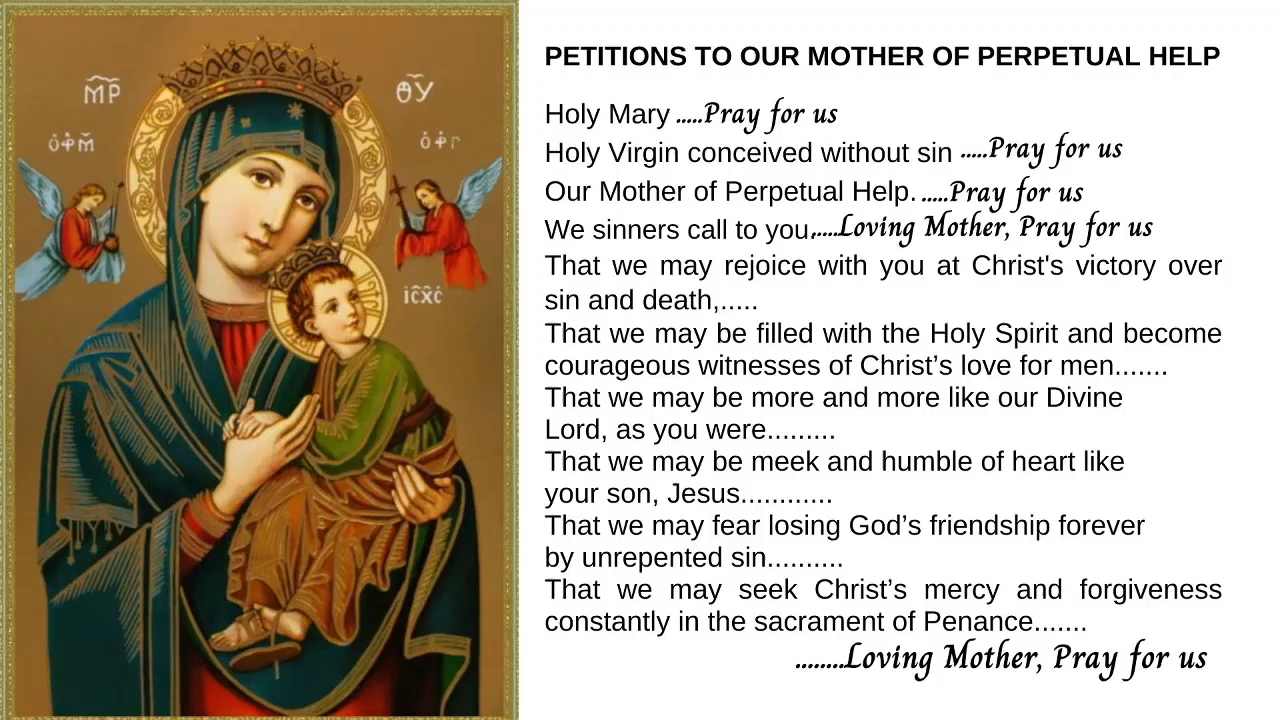 M̃P ΘỸ
PETITIONS TO OUR MOTHER OF PERPETUAL HELP
Holy Mary .....Pray for us
Holy Virgin conceived without sin .....Pray for us
Our Mother of Perpetual Help. .....Pray for us
We sinners call to you,.....Loving Mother, Pray for us
That we may rejoice with you at Christ's victory over
sin and death,.....
That we may be filled with the Holy Spirit and become
courageous witnesses of Christ’s love for men.......
That we may be more and more like our Divine
Lord, as you were.........
That we may be meek and humble of heart like
your son, Jesus............
That we may fear losing God’s friendship forever
by unrepented sin..........
That we may seek Christ’s mercy and forgiveness
constantly in the sacrament of Penance.......
........Loving Mother, Pray for us